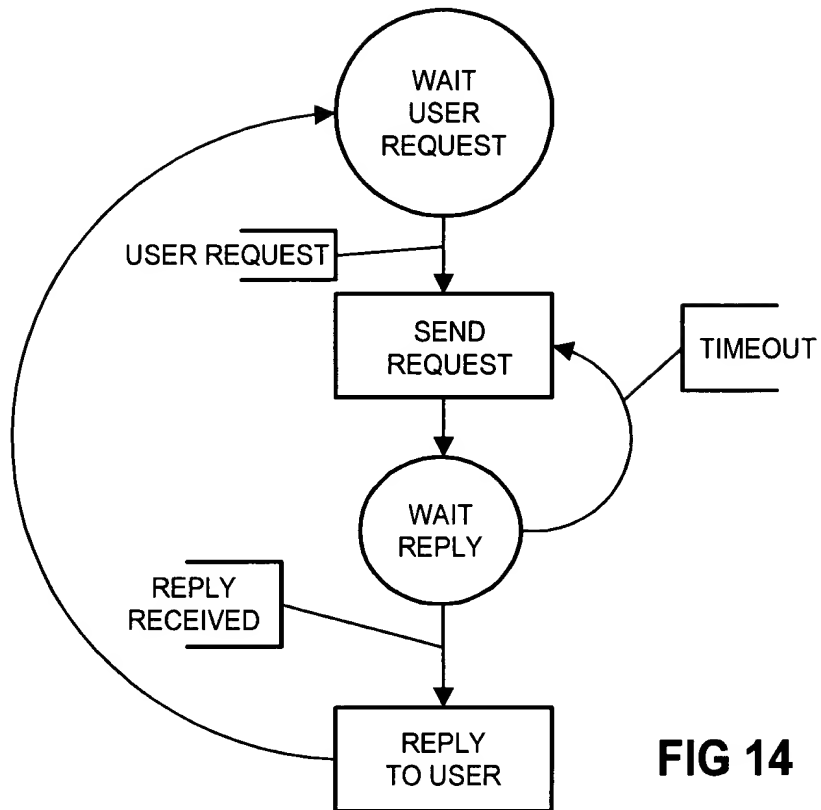 WAIT
USER
REQUEST
USER REQUEST
SEND
REQUEST
TIMEOUT
WAIT
REPLY
REPLY
RECEIVED
REPLY
TO USER
FIG 14